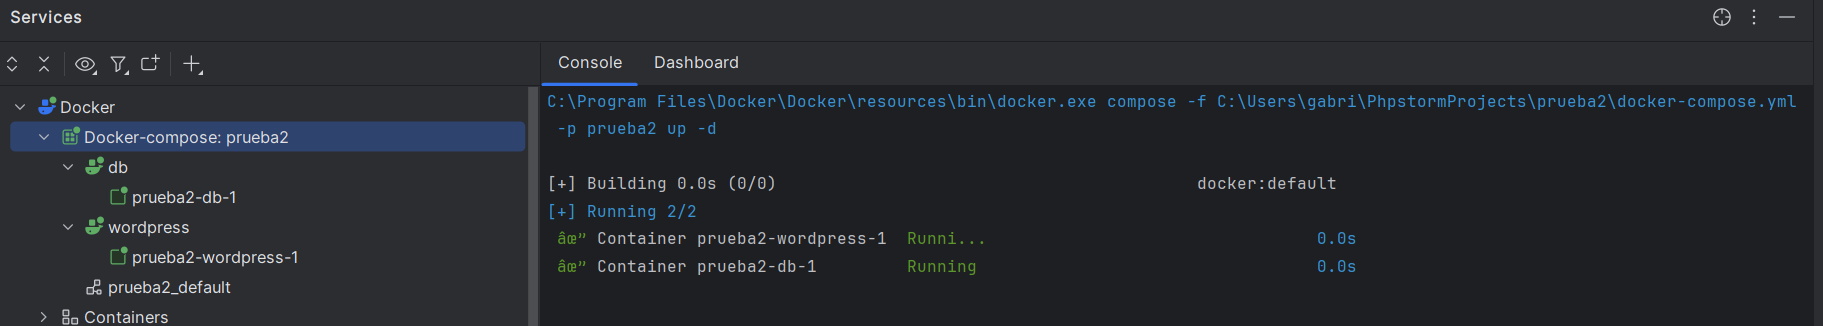 Services
Console Dashboard
Docker
Docker-compose: prueba2
db
prueba2-db-1
wordpress
prueba2-wordpress-1
prueba2_default
Containers
C:\Program Files\Docker\Docker\resources\bin\docker.exe compose -f C:\Users\gabri\PhpstormProjects\prueba2\docker-compose.yml
-p prueba2 up -d
[+] Building 0.0s (0/0) docker:default
[+] Running 2/2
âœ” Container prueba2-wordpress-1 Runni... 0.0s
âœ” Container prueba2-db-1 Running 0.0s